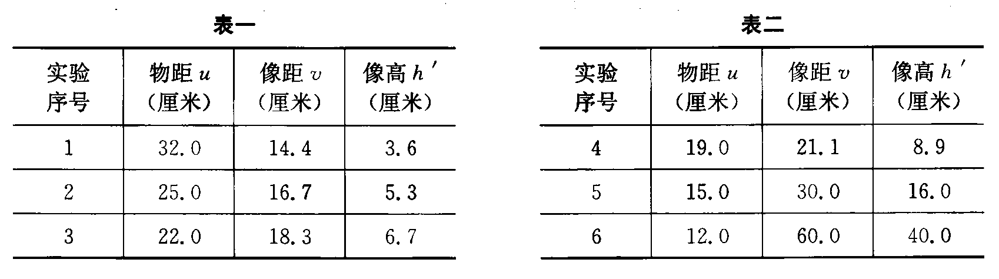 表一
实验序号 物距 u (厘米) 像距 v (厘米) 像高 h′ (厘米)
1 32.0 14.4 3.6
2 25.0 16.7 5.3
3 22.0 18.3 6.7
表二
实验序号 物距 u (厘米) 像距 v (厘米) 像高 h′ (厘米)
4 19.0 21.1 8.9
5 15.0 30.0 16.0
6 12.0 60.0 40.0